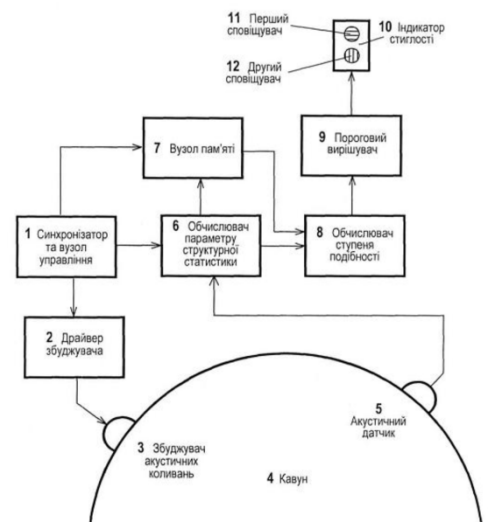 11 Перший
сповіщувач
10 Індикатор
стиглості
12 Другий
сповіщувач
7 Вузол пам'яті
9 Пороговий
вирішувач
1 Синхронізатор
та вузол
управління
6 Обчислювач
параметру
структурної
статистики
8 Обчислювач
ступеня
подібності
2 Драйвер
збуджувача
3 Збуджувач
акустичних
коливань
4 Кавун
5
Акустичний
датчик